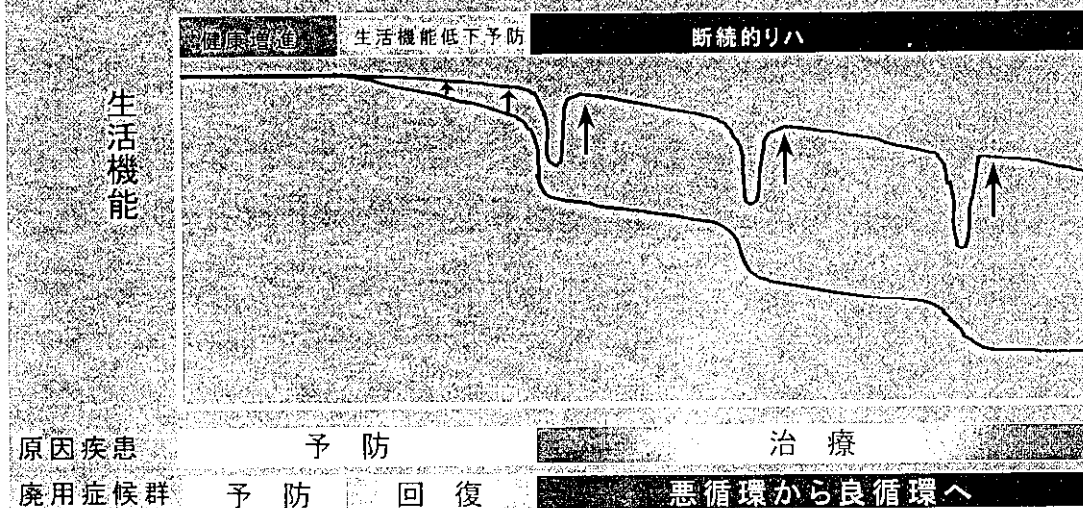 健康増進 生活機能低下予防 断続的リハ
生活機能
原因疾患 予防 治療
廃用症候群 予防 回復 悪循環から良循環へ